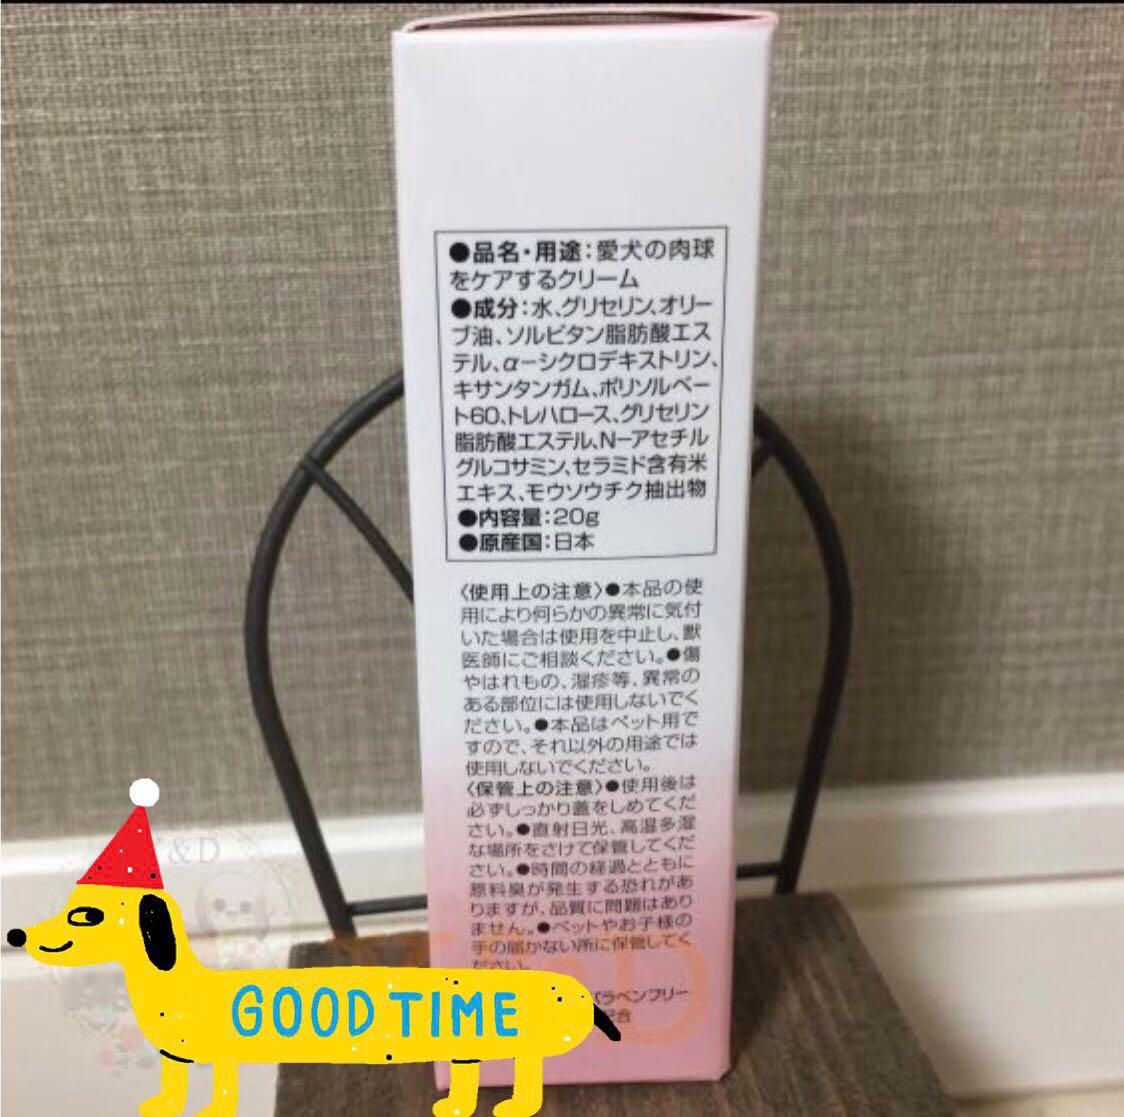 ●品名・用途：愛犬の肉球
をケアするクリーム
●成分：水、グリセリン、オリー
ブ油、ソルビタン脂肪酸エス
テル、α－シクロデキストリン、
キサンタンガム、ポリソルベー
ト60、トレハロース、グリセリン
脂肪酸エステル、N－アセチル
グルコサミン、セラミド含有米
エキス、モウソウチク抽出物
●内容量：20g
●原産国：日本
〈使用上の注意〉●本品の使
用により何らかの異常に気付
いた場合は使用を中止し、獣
医師にご相談ください。●傷
やはれもの、湿疹等、異常の
ある部位には使用しないでく
ださい。●本品はペット用で
すので、それ以外の用途では
使用しないでください。
〈保管上の注意〉●使用後は
必ずしっかり蓋をしめてくだ
さい。●直射日光、高温多湿
な場所をさけて保管してくだ
さい。●時間の経過とともに
原料臭が発生する恐れがあ
りますが、品質に問題はあり
ません。●ペットやお子様の
手の届かない所に保管してく
ださい。
パラベンフリー
配合
&D
GOOD TIME